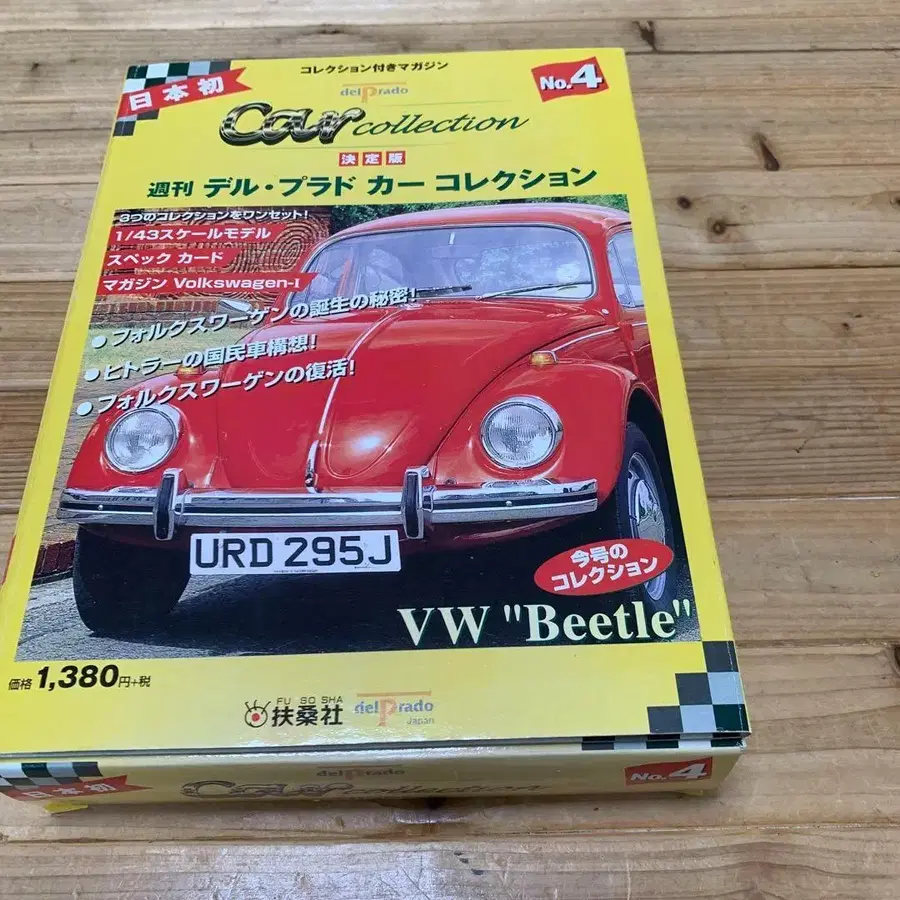 コレクション付きマガジン
日本初
No.4
delPrado
Car collection
決定版
週刊 デル・プラド カー コレクション
3つのコレクションをワンセット!
1/43スケールモデル
スペック カード
マガジン Volkswagen-I
●フォルクスワーゲンの誕生の秘密!
●ヒトラーの国民車構想!
●フォルクスワーゲンの復活!
URD 295J
今号の
コレクション
VW "Beetle"
価格 1,380円+税
FU SO SHA
扶桑社
delPrado
Japan
delPrado
日本初
Car collection
No.4